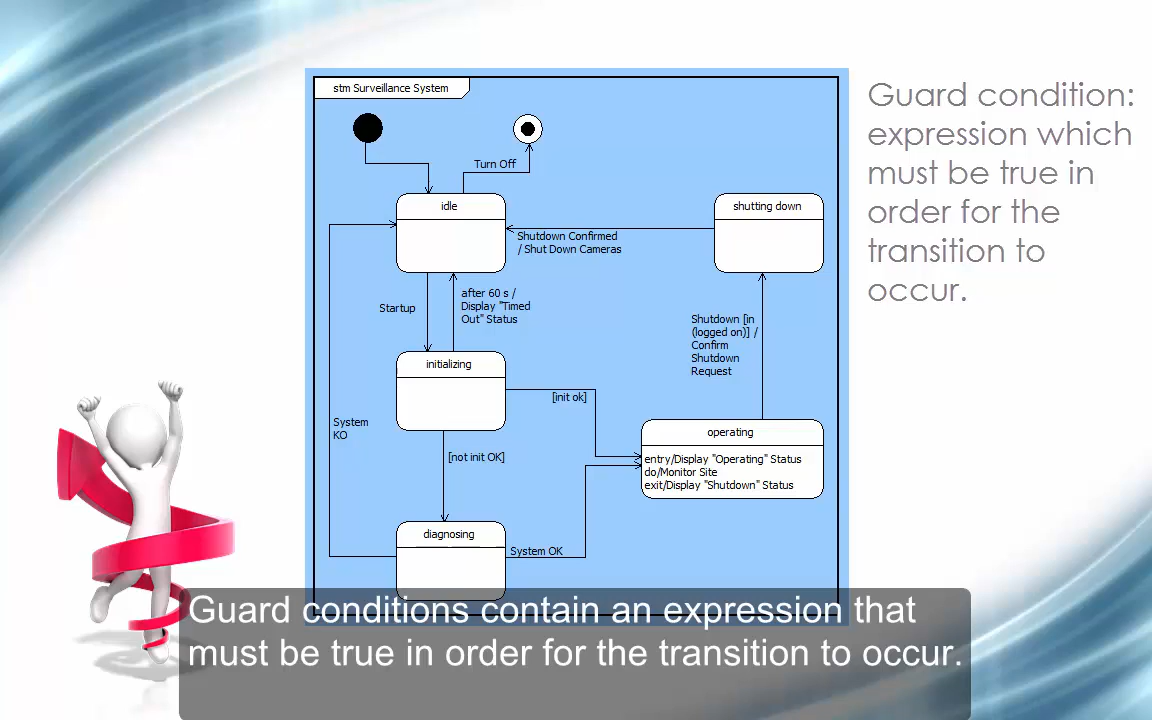 stm Surveillance System
Guard condition:
expression which
must be true in
order for the
transition to
occur.
Turn Off
idle
shutting down
Shutdown Confirmed
/ Shut Down Cameras
Startup
after 60 s /
Display "Timed
Out" Status
Shutdown [in
(logged on)] /
Confirm
Shutdown
Request
initializing
[init ok]
System
KO
[not init OK]
operating
entry/Display "Operating" Status
do/Monitor Site
exit/Display "Shutdown" Status
diagnosing
System OK
Guard conditions contain an expression that
must be true in order for the transition to occur.